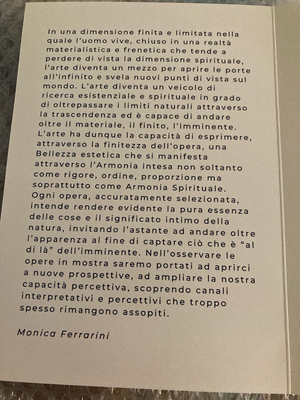 In una dimensione finita e limitata nella
quale l'uomo vive, chiuso in una realtà
materialistica e frenetica che tende a
perdere di vista la dimensione spirituale,
l'arte diventa un mezzo per aprire le porte
all'infinito e svela nuovi punti di vista sul
mondo. L'arte diventa un veicolo di
ricerca esistenziale e spirituale in grado
di oltrepassare i limiti naturali attraverso
la trascendenza ed è capace di andare
oltre il materiale, il finito, l'imminente.
L'arte ha dunque la capacità di esprimere,
attraverso la finitezza dell'opera, una
Bellezza estetica che si manifesta
attraverso l'Armonia intesa non soltanto
come rigore, ordine, proporzione ma
soprattutto come Armonia Spirituale.
Ogni opera, accuratamente selezionata,
intende rendere evidente la pura essenza
delle cose e il significato intimo della
natura, invitando l'astante ad andare oltre
l'apparenza al fine di captare ciò che è "al
di là" dell'imminente. Nell'osservare le
opere in mostra saremo portati ad aprirci
a nuove prospettive, ad ampliare la nostra
capacità percettiva, scoprendo canali
interpretativi e percettivi che troppo
spesso rimangono assopiti.
Monica Ferrarini